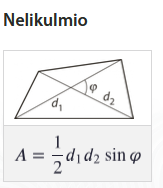 Nelikulmio
φ
d₁
d₂
A = 1/2 d₁ d₂ sin φ